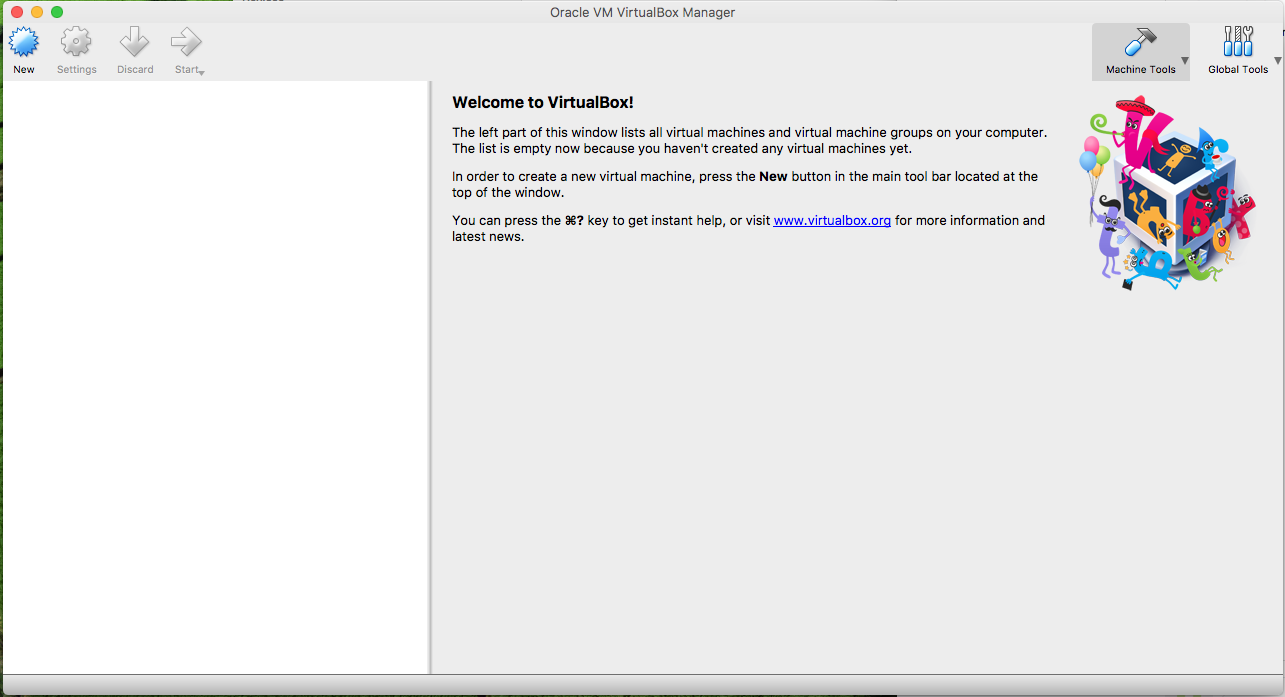 Oracle VM VirtualBox Manager
New
Settings
Discard
Start
Machine Tools
Global Tools
Welcome to VirtualBox!
The left part of this window lists all virtual machines and virtual machine groups on your computer.
The list is empty now because you haven't created any virtual machines yet.
In order to create a new virtual machine, press the New button in the main tool bar located at the
top of the window.
You can press the ⌘? key to get instant help, or visit www.virtualbox.org for more information and
latest news.